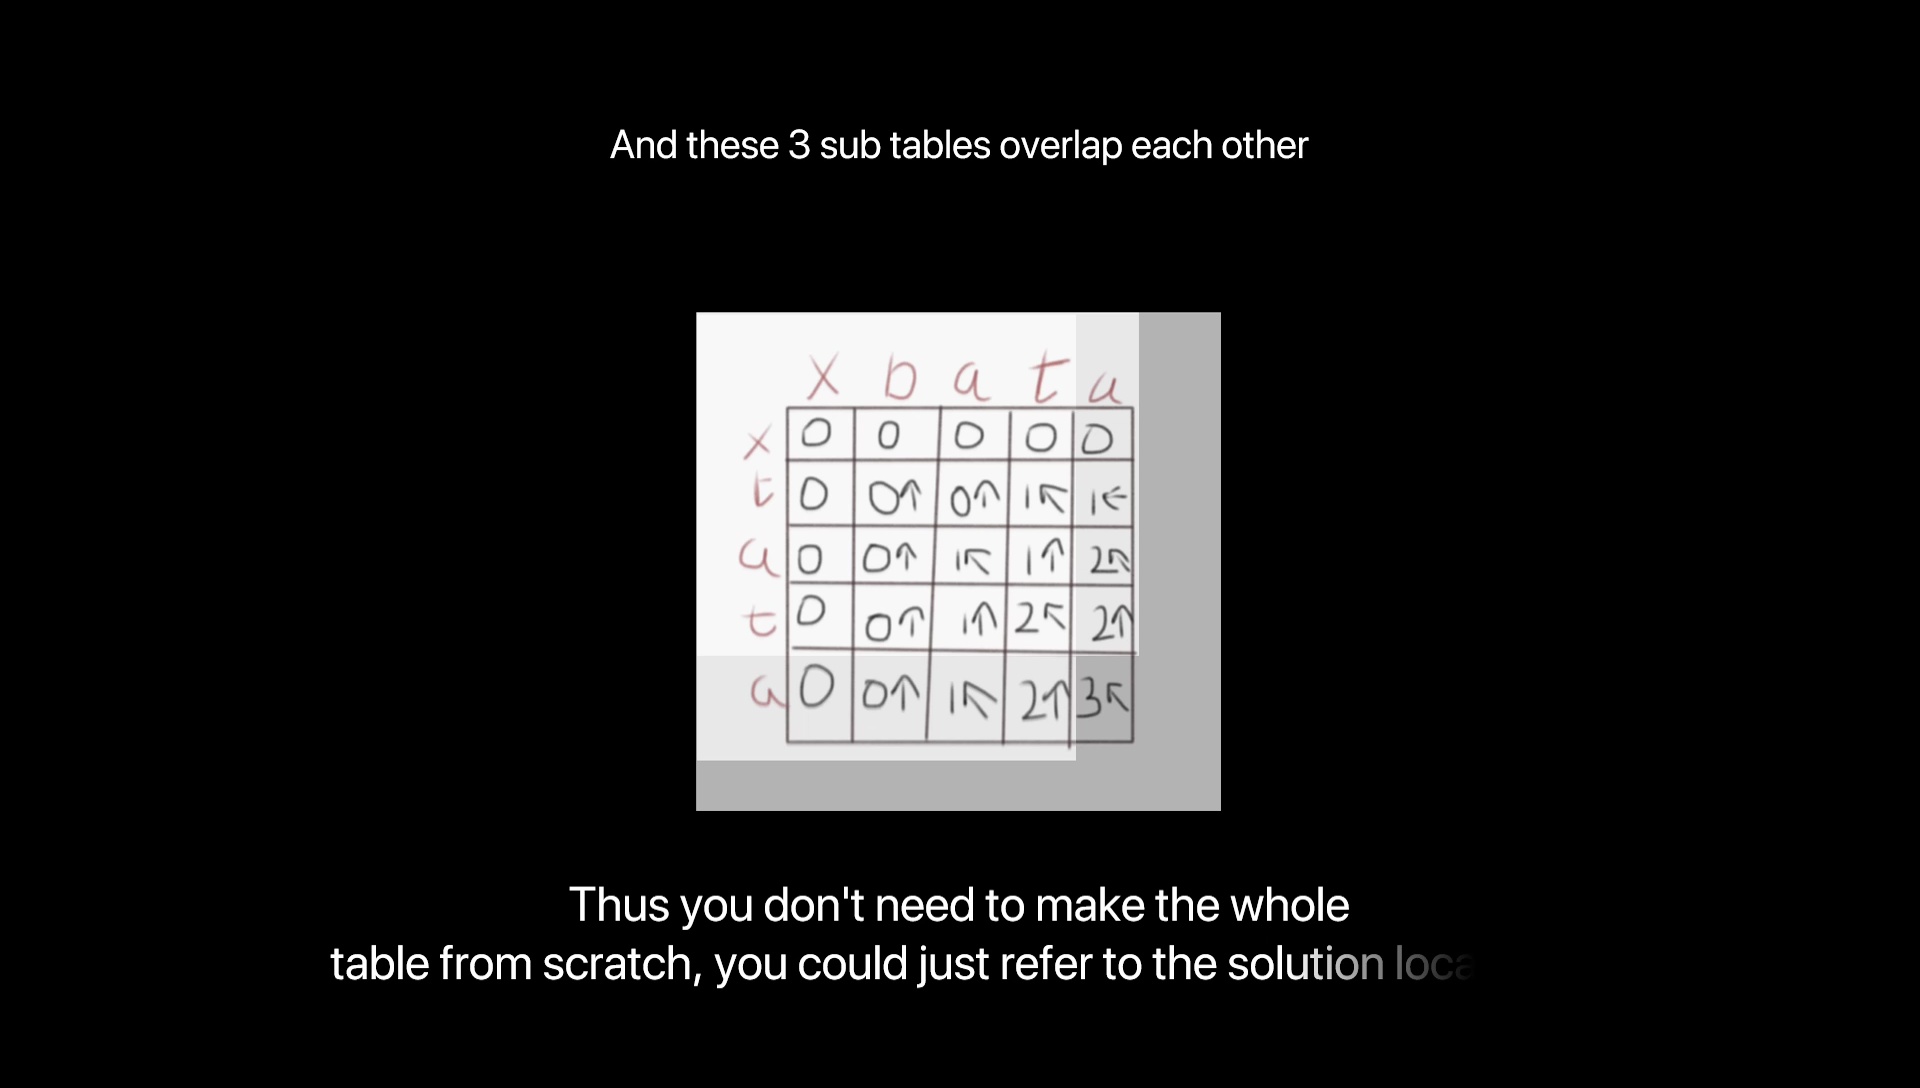 And these 3 sub tables overlap each other
x b a t a
x 0 0 0 0 0
t 0 0↑ 0↑ 1↖ 1←
a 0 0↑ 1↖ 1↑ 2↖
t 0 0↑ 1↑ 2↖ 2↑
a 0 0↑ 1↖ 2↑ 3↖
Thus you don't need to make the whole
table from scratch, you could just refer to the solution loca